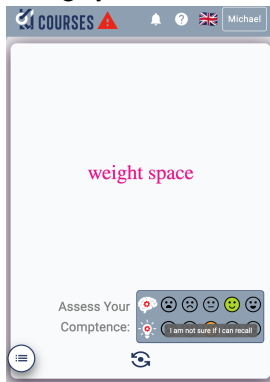 COURSES
Michael
weight space
Assess Your
Comptence:
I am not sure if I can recall